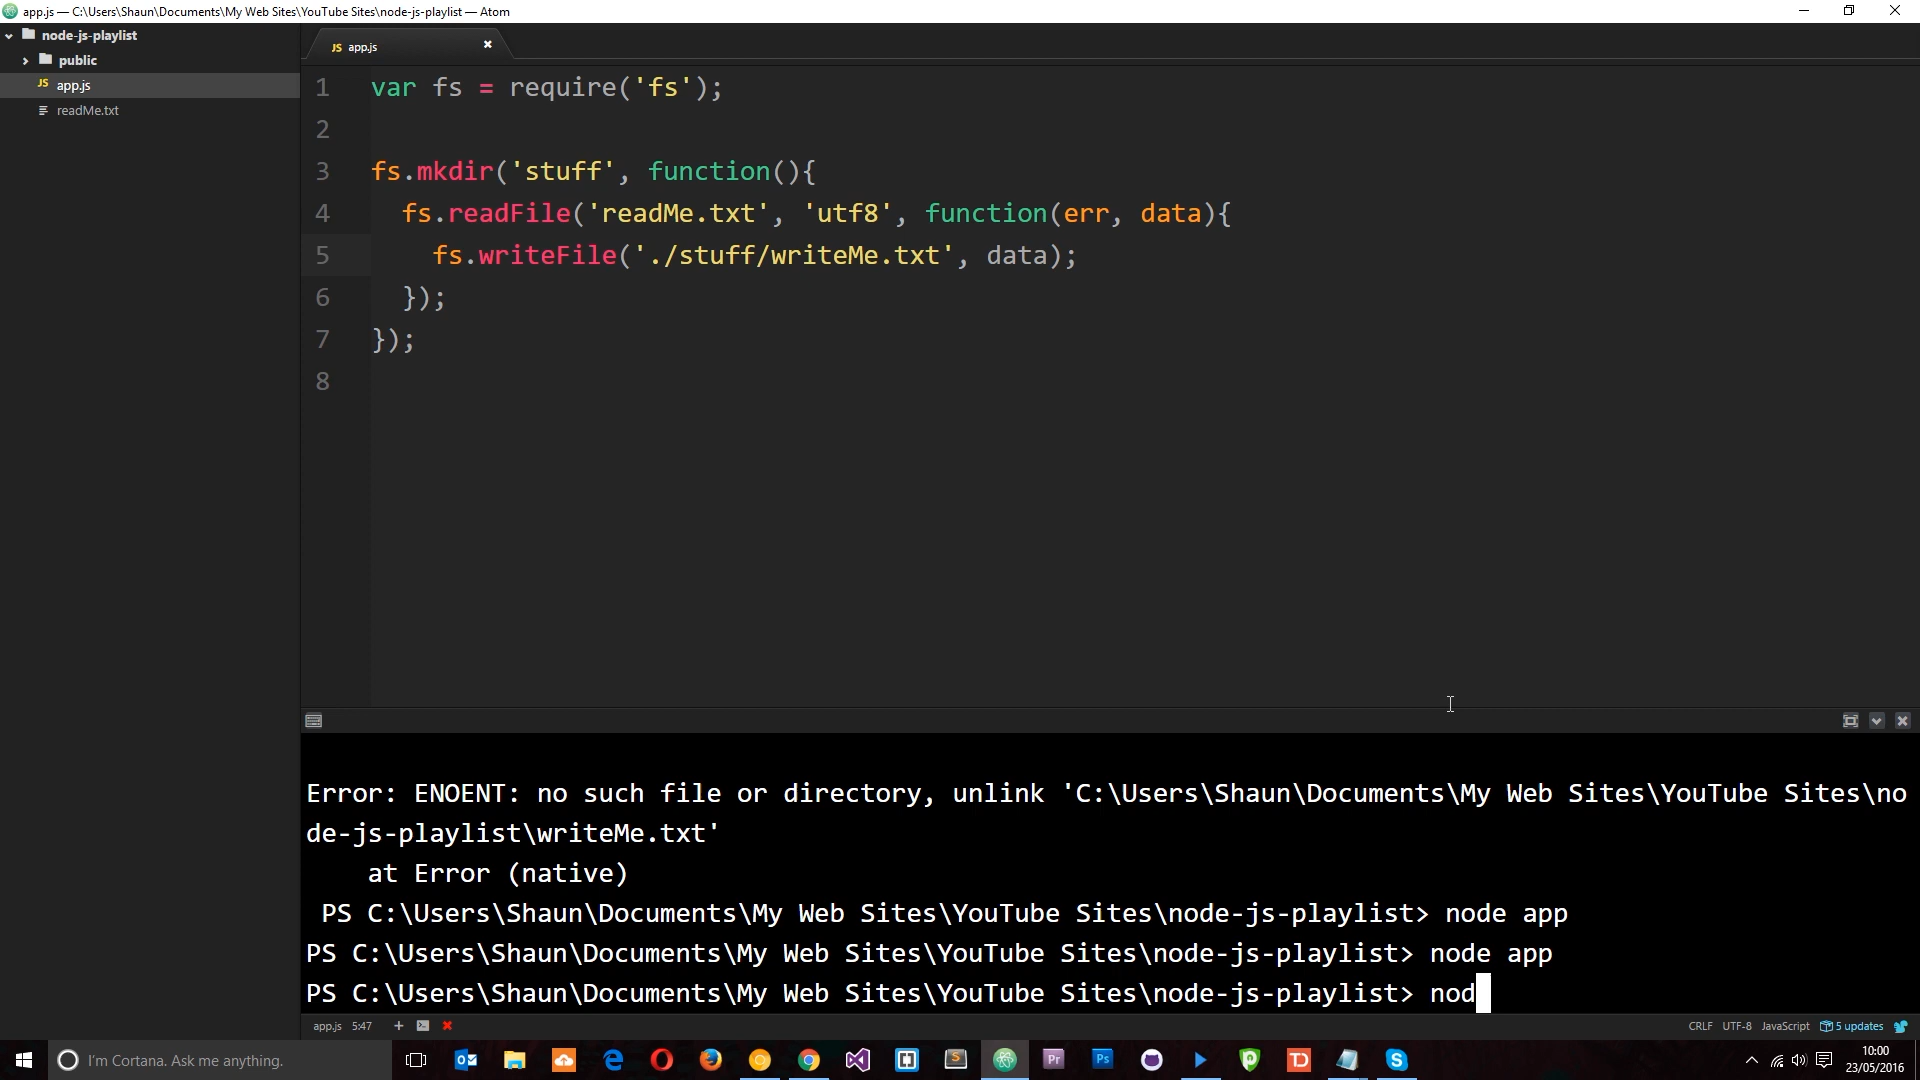 app.js — C:\Users\Shaun\Documents\My Web Sites\YouTube Sites\node-js-playlist — Atom
node-js-playlist
public
JS app.js
readMe.txt
JS app.js
1 var fs = require('fs');
2
3 fs.mkdir('stuff', function(){
4 fs.readFile('readMe.txt', 'utf8', function(err, data){
5 fs.writeFile('./stuff/writeMe.txt', data);
6 });
7 });
8
Error: ENOENT: no such file or directory, unlink 'C:\Users\Shaun\Documents\My Web Sites\YouTube Sites\no
de-js-playlist\writeMe.txt'
at Error (native)
PS C:\Users\Shaun\Documents\My Web Sites\YouTube Sites\node-js-playlist> node app
PS C:\Users\Shaun\Documents\My Web Sites\YouTube Sites\node-js-playlist> node app
PS C:\Users\Shaun\Documents\My Web Sites\YouTube Sites\node-js-playlist> nod
app.js 5:47
CRLF UTF-8 JavaScript 5 updates
I'm Cortana. Ask me anything.
Pr
Ps
TD
10:00
23/05/2016